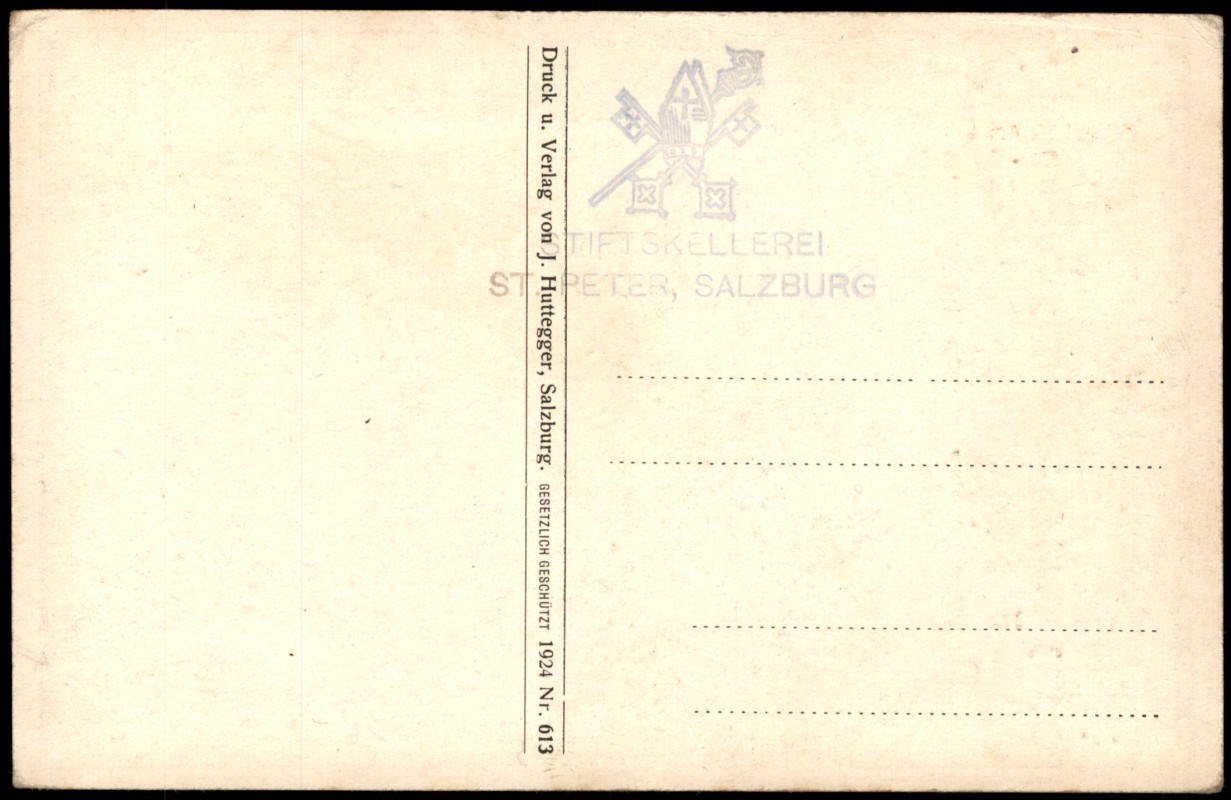 Druck u. Verlag von J. Huttegger, Salzburg. GESETZLICH GESCHÜTZT 1924 Nr. 613
STIFTSKELLEREI
ST. PETER, SALZBURG